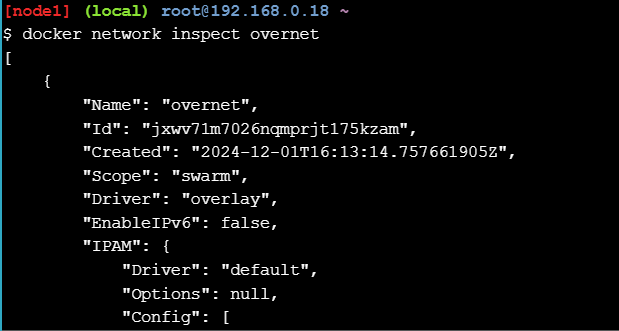 [node1] (local) root@192.168.0.18 ~
$ docker network inspect overnet
[
    {
        "Name": "overnet",
        "Id": "jxwv71m7026nqmprjt175kzam",
        "Created": "2024-12-01T16:13:14.757661905Z",
        "Scope": "swarm",
        "Driver": "overlay",
        "EnableIPv6": false,
        "IPAM": {
            "Driver": "default",
            "Options": null,
            "Config": [